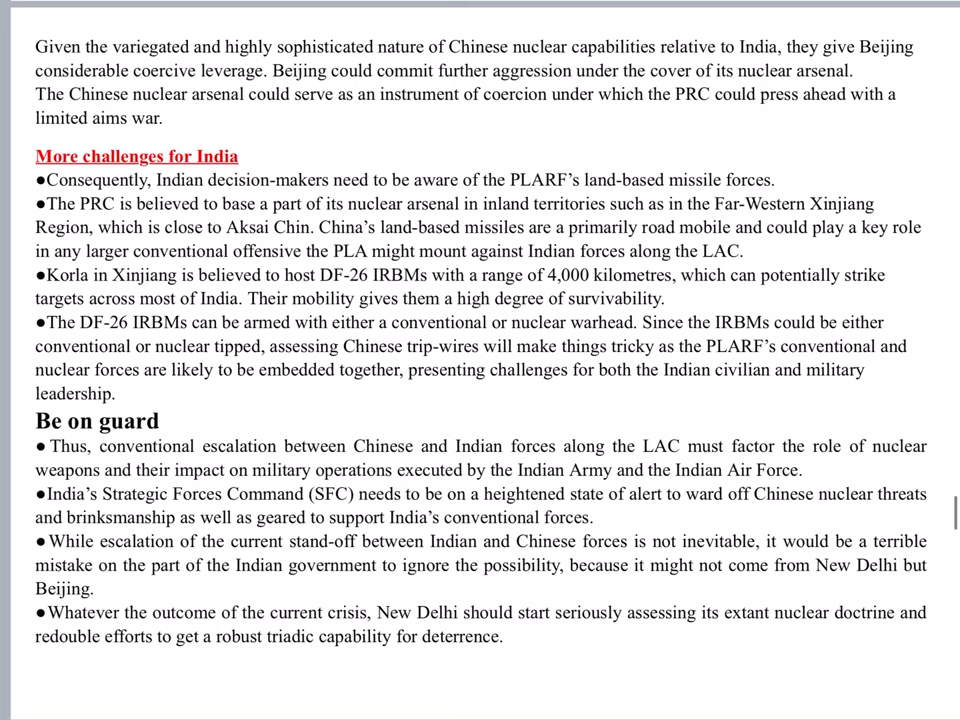 Given the variegated and highly sophisticated nature of Chinese nuclear capabilities relative to India, they give Beijing
considerable coercive leverage. Beijing could commit further aggression under the cover of its nuclear arsenal.
The Chinese nuclear arsenal could serve as an instrument of coercion under which the PRC could press ahead with a
limited aims war.
More challenges for India
●Consequently, Indian decision-makers need to be aware of the PLARF's land-based missile forces.
●The PRC is believed to base a part of its nuclear arsenal in inland territories such as in the Far-Western Xinjiang
Region, which is close to Aksai Chin. China's land-based missiles are a primarily road mobile and could play a key role
in any larger conventional offensive the PLA might mount against Indian forces along the LAC.
●Korla in Xinjiang is believed to host DF-26 IRBMs with a range of 4,000 kilometres, which can potentially strike
targets across most of India. Their mobility gives them a high degree of survivability.
●The DF-26 IRBMs can be armed with either a conventional or nuclear warhead. Since the IRBMs could be either
conventional or nuclear tipped, assessing Chinese trip-wires will make things tricky as the PLARF's conventional and
nuclear forces are likely to be embedded together, presenting challenges for both the Indian civilian and military
leadership.
Be on guard
● Thus, conventional escalation between Chinese and Indian forces along the LAC must factor the role of nuclear
weapons and their impact on military operations executed by the Indian Army and the Indian Air Force.
●India's Strategic Forces Command (SFC) needs to be on a heightened state of alert to ward off Chinese nuclear threats
and brinksmanship as well as geared to support India's conventional forces.
●While escalation of the current stand-off between Indian and Chinese forces is not inevitable, it would be a terrible
mistake on the part of the Indian government to ignore the possibility, because it might not come from New Delhi but
Beijing.
●Whatever the outcome of the current crisis, New Delhi should start seriously assessing its extant nuclear doctrine and
redouble efforts to get a robust triadic capability for deterrence.